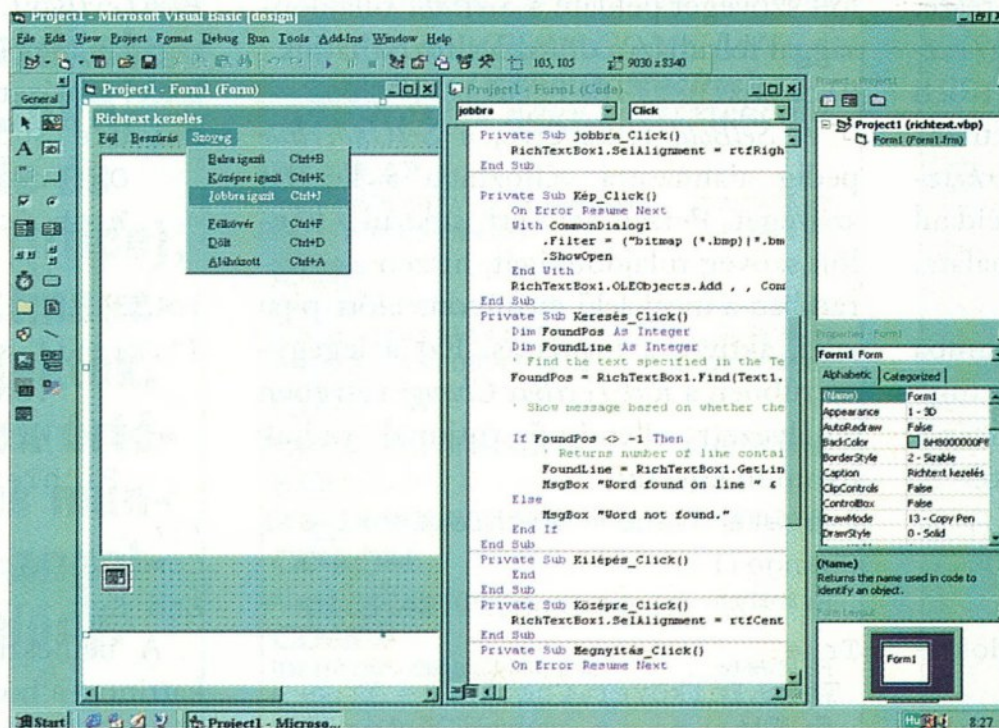 Project1 - Microsoft Visual Basic [design]
File Edit View Project Format Debug Run Tools Add-Ins Window Help
105, 105
9030 x 8340
General
Project1 - Form1 (Form)
Richtext kezelés
Fájl Beszúrás Szöveg
Balra igazít Ctrl+B
Középre igazít Ctrl+K
Jobbra igazít Ctrl+J
Félkövér Ctrl+F
Dőlt Ctrl+D
Aláhúzott Ctrl+A
Project1 - Form1 (Code)
jobbra
Click
Private Sub jobbra_Click()
RichTextBox1.SelAlignment = rtfRigh
End Sub
Private Sub Kép_Click()
On Error Resume Next
With CommonDialog1
.Filter = ("bitmap (*.bmp)|*.bm
.ShowOpen
End With
RichTextBox1.OLEObjects.Add , , Com
End Sub
Private Sub Keresés_Click()
Dim FoundPos As Integer
Dim FoundLine As Integer
' Find the text specified in the Te
FoundPos = RichTextBox1.Find(Text1.
' Show message based on whether the
If FoundPos <> -1 Then
' Returns number of line contai
FoundLine = RichTextBox1.GetLin
MsgBox "Word found on line " &
Else
MsgBox "Word not found."
End If
End Sub
Private Sub Kilépés_Click()
End
End Sub
Private Sub Középre_Click()
RichTextBox1.SelAlignment = rtfCent
End Sub
Private Sub Megnyitás_Click()
On Error Resume Next
Project - Project1
Project1 (richtext.vbp)
Form1 (Form1.frm)
Properties - Form1
Form1 Form
Alphabetic Categorized
(Name) Form1
Appearance 1 - 3D
AutoRedraw False
BackColor &H8000000F&
BorderStyle 2 - Sizable
Caption Richtext kezelés
ClipControls False
ControlBox False
DrawMode 13 - Copy Pen
DrawStyle 0 - Solid
(Name)
Returns the name used in code to
identify an object.
Form Layout
Form1
Start
Project1 - Microso...
Hu
8:27